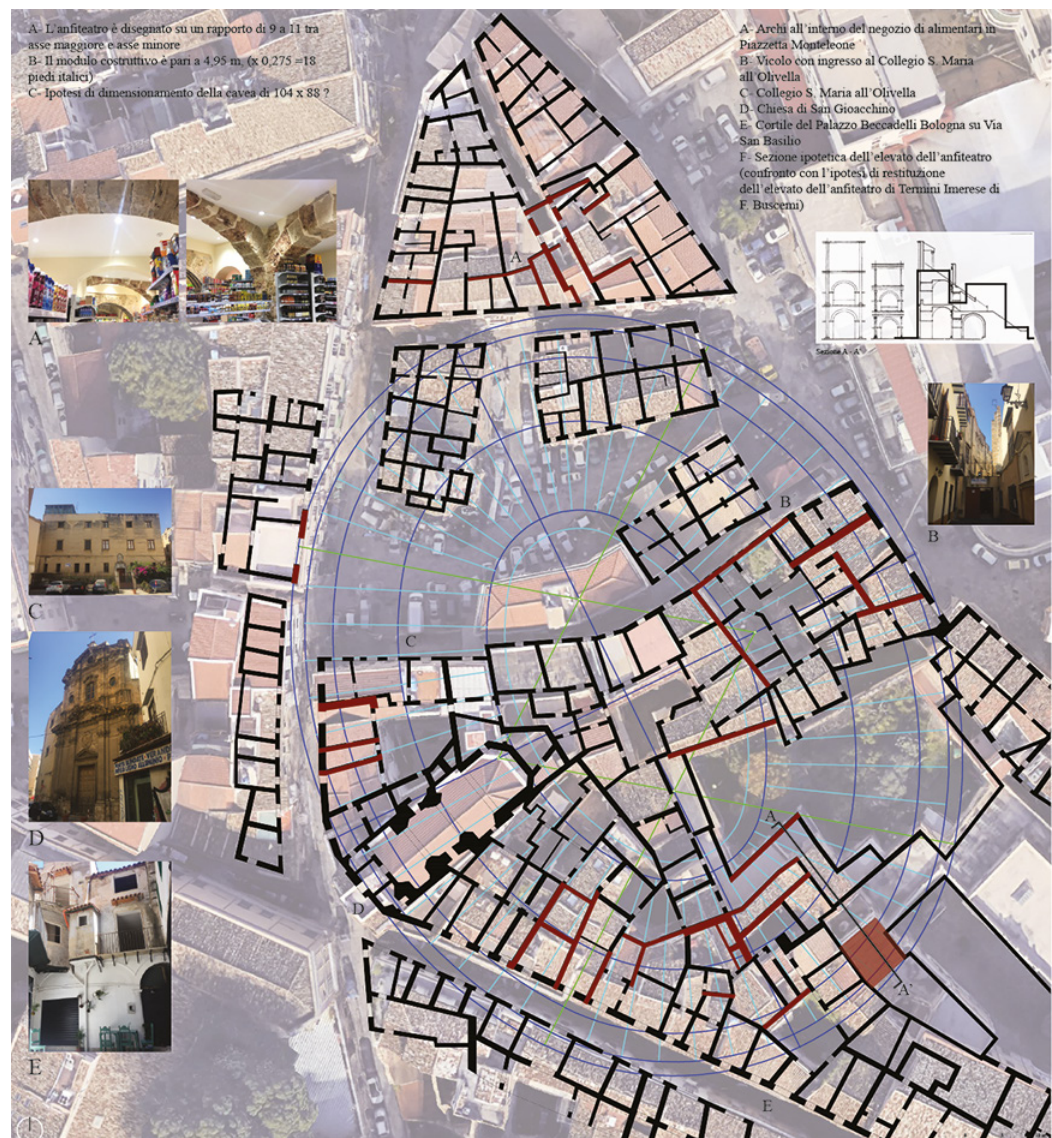 A- L'anfiteatro è disegnato su un rapporto di 9 a 11 tra
asse maggiore e asse minore
B- Il modulo costruttivo è pari a 4,95 m. (x 0,275 =18
piedi italici)
C- Ipotesi di dimensionamento della cavea di 104 x 88 ?
A- Archi all'interno del negozio di alimentari in
Piazzetta Monteleone
B- Vicolo con ingresso al Collegio S. Maria
all'Olivella
C- Collegio S. Maria all'Olivella
D- Chiesa di San Gioacchino
E- Cortile del Palazzo Beccadelli Bologna su Via
San Basilio
F- Sezione ipotetica dell'elevato dell'anfiteatro
(confronto con l'ipotesi di restituzione
dell'elevato dell'anfiteatro di Termini Imerese di
F. Buscemi)
Sezione A - A'
A
A
B
B
C
C
D
D
A
A'
E
E